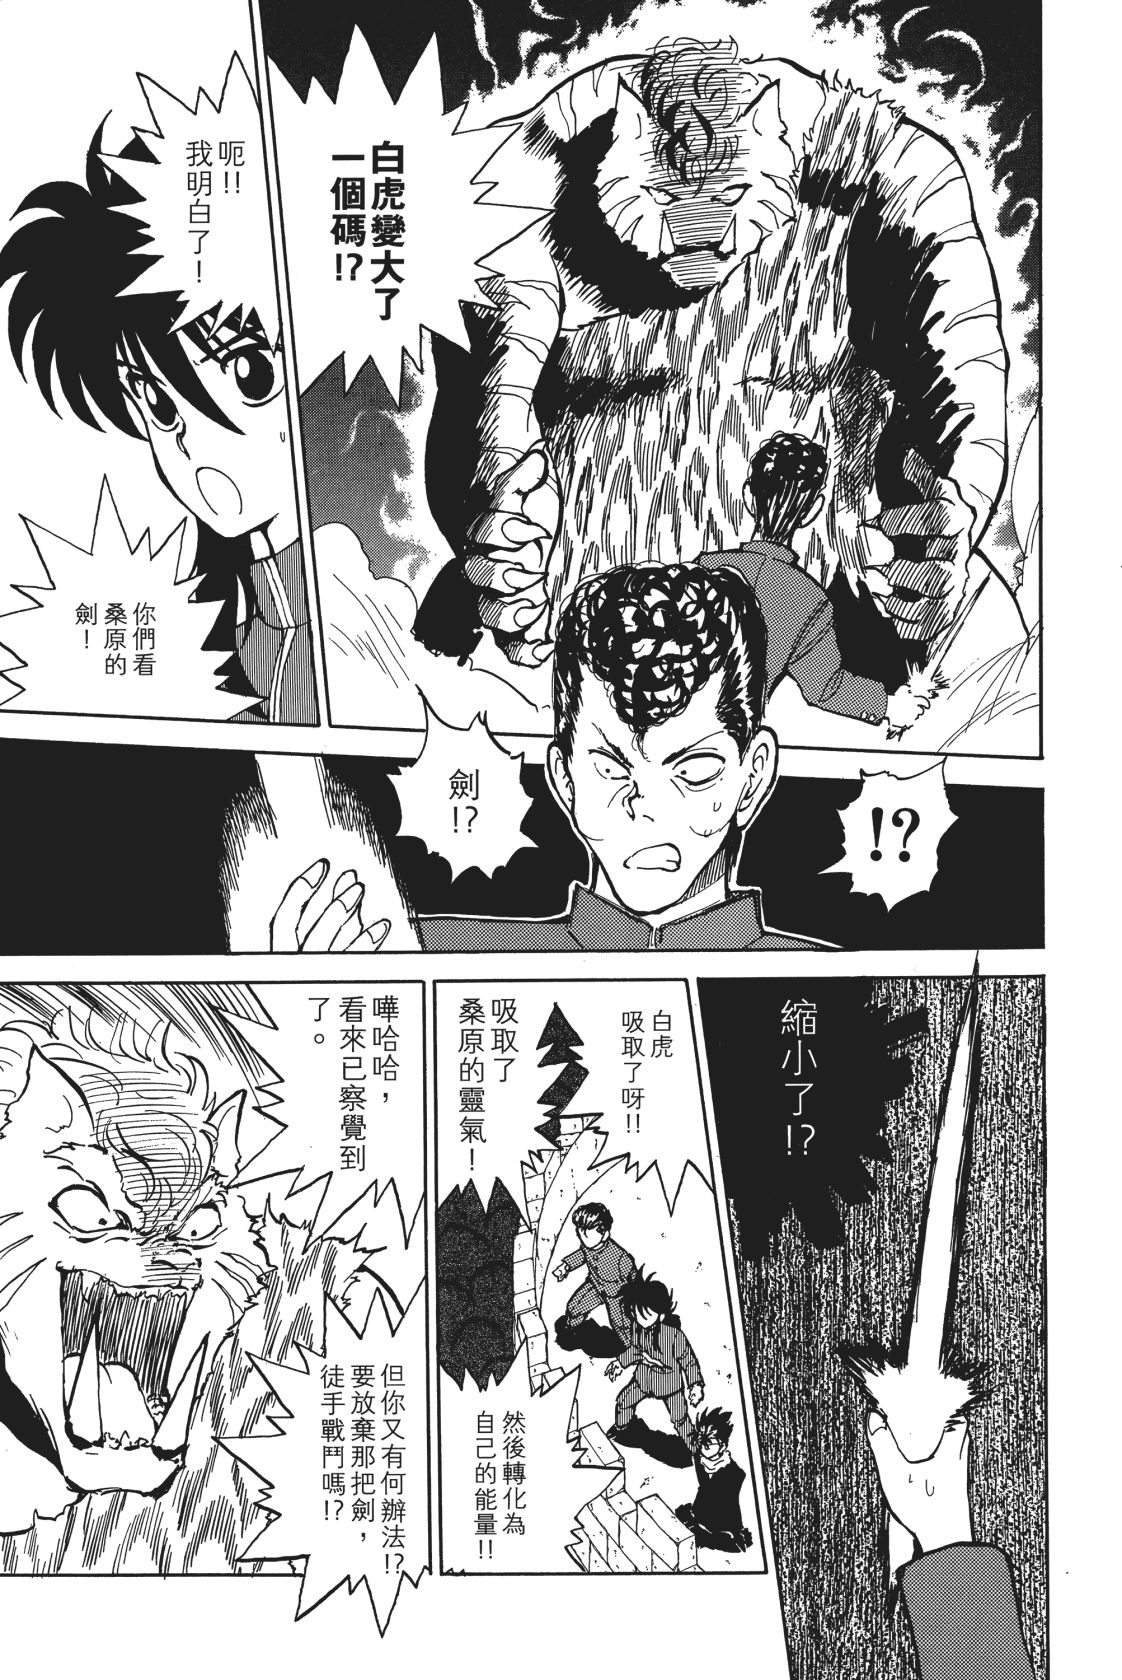 白虎變大了
一個碼!?
呃!!
我明白了！
你們看
桑原的
劍！
!?
劍
!?
縮小了!?
白虎
吸取了呀!!
吸取了
桑原的靈氣！
然後轉化為
自己的能量!!
嘩哈哈，
看來已察覺到
了。
但你又有何辦法!?
要放棄那把劍，
徒手戰鬥嗎!?